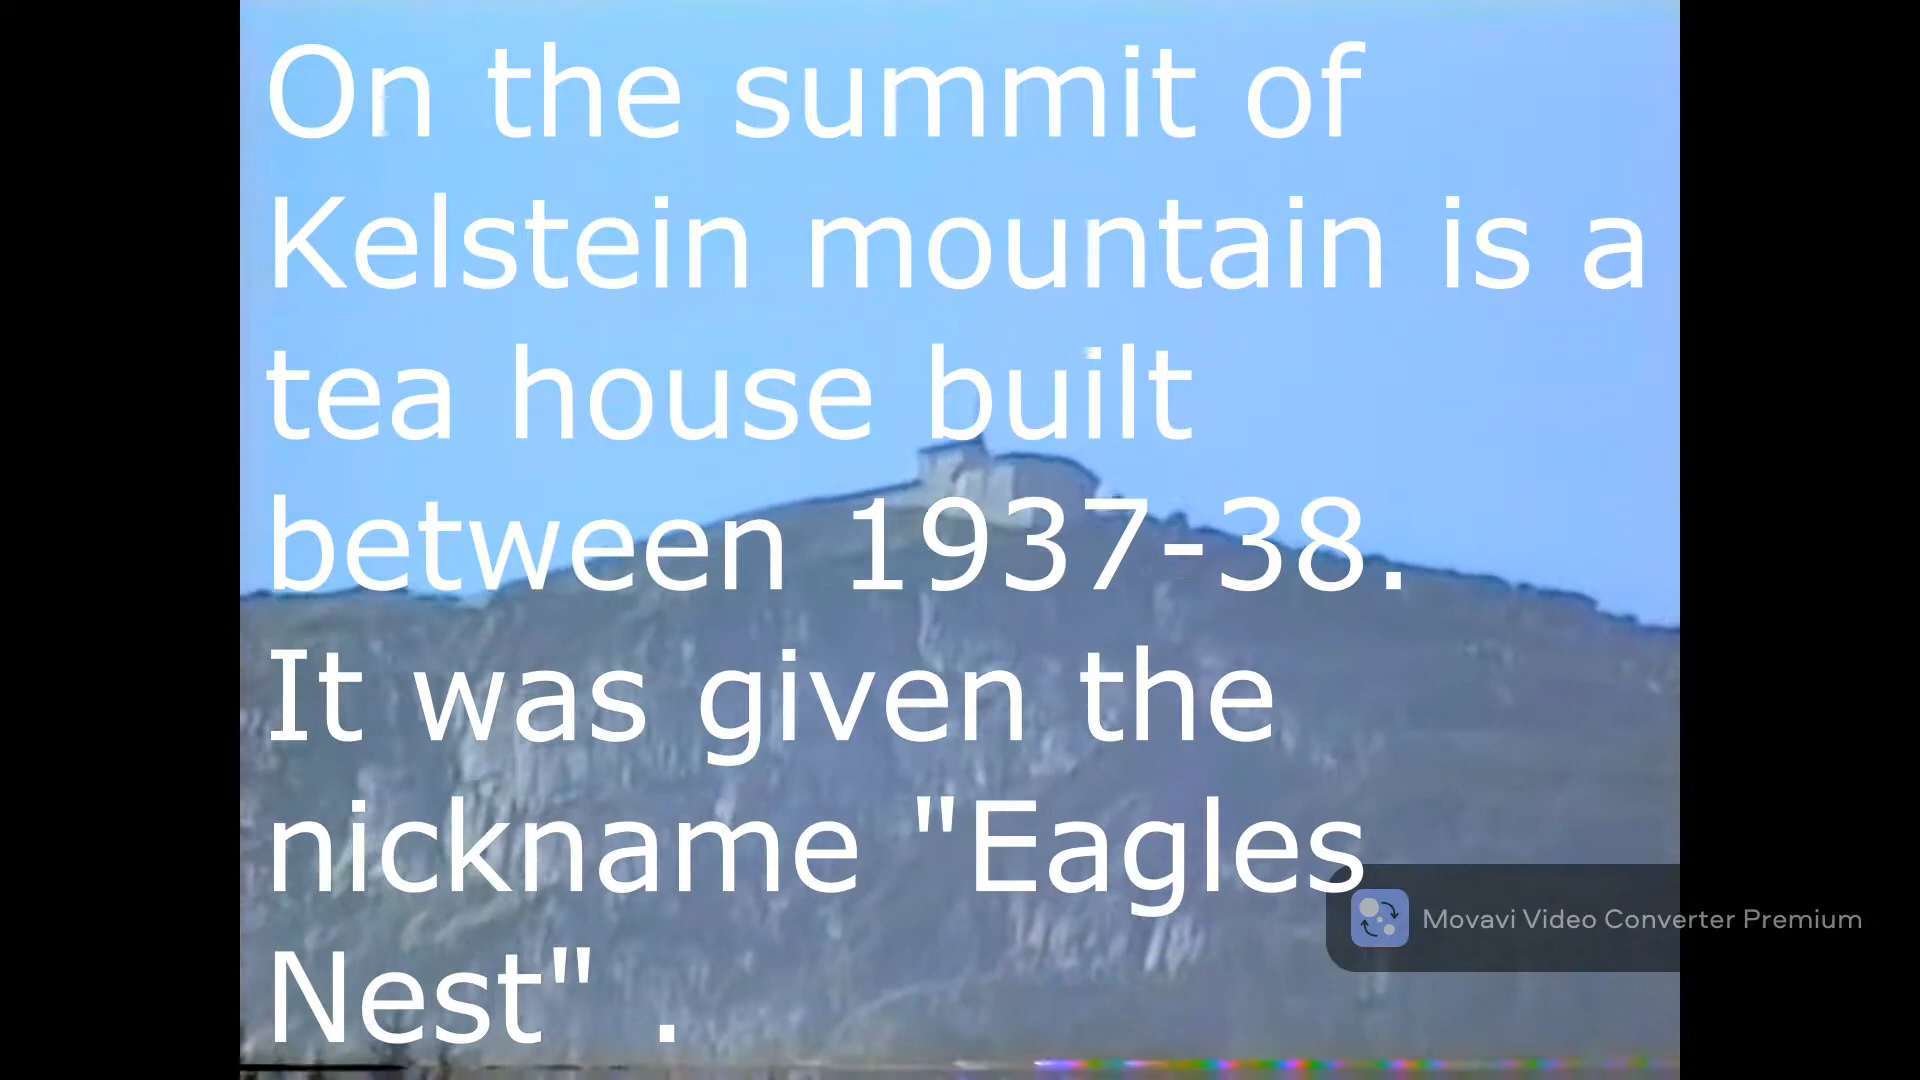 On the summit of
Kelstein mountain is a
tea house built
between 1937-38.
It was given the
nickname "Eagles
Nest" .
Movavi Video Converter Premium